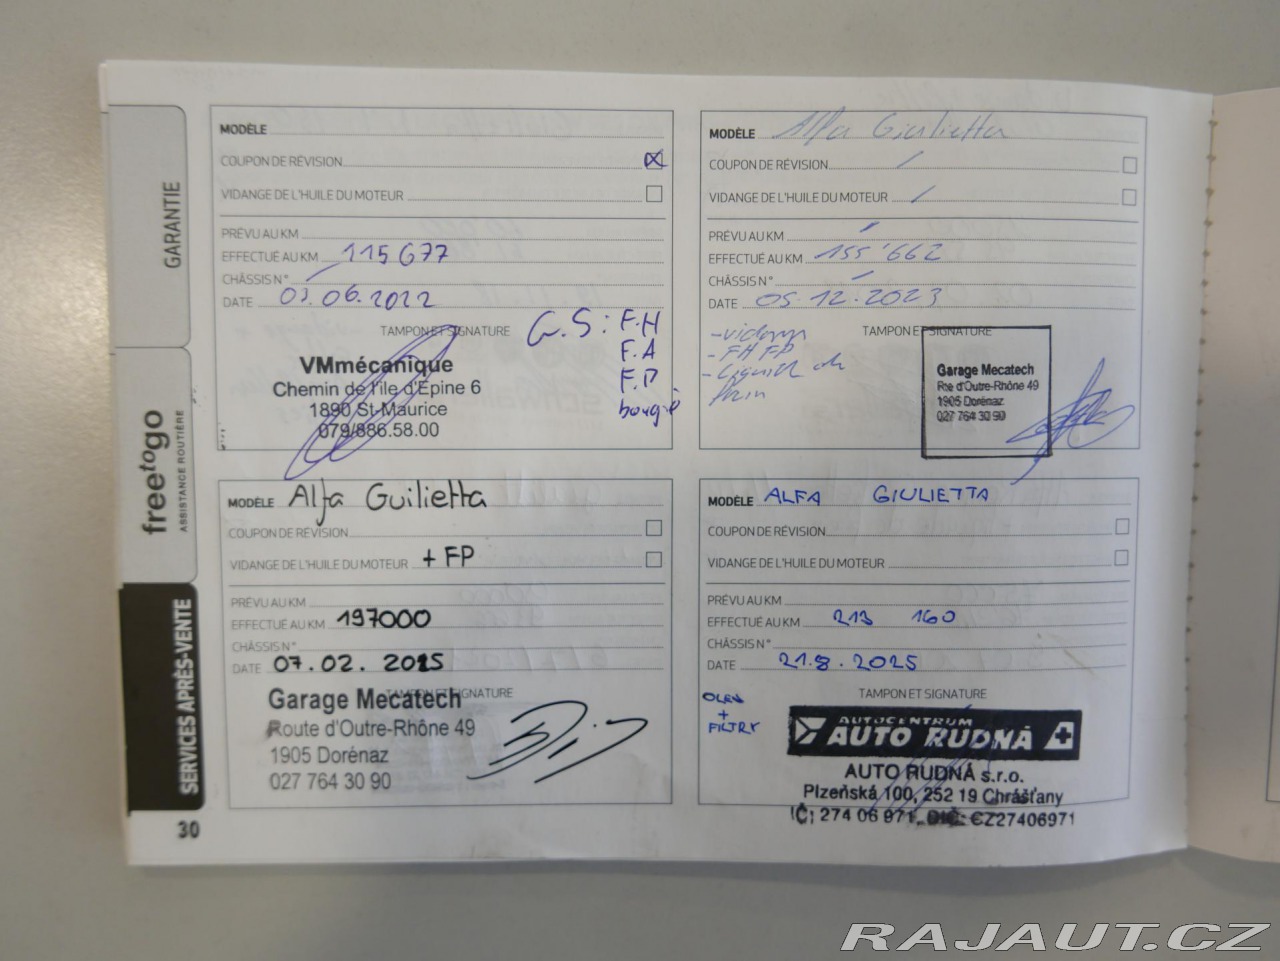 GARANTIE
freetogo
ASSISTANCE ROUTIÈRE
SERVICES APRÈS-VENTE
30
MODÈLE
COUPON DE RÉVISION X
VIDANGE DE L'HUILE DU MOTEUR
PRÉVU AU KM
EFFECTUÉ AU KM 115 677
CHÂSSIS N°
DATE 03.06.2022
TAMPON ET SIGNATURE
G.S: F.H
F.A
F.P
bougie
VMmécanique
Chemin de l'île d'Epine 6
1890 St-Maurice
079/886.58.00
MODÈLE Alfa Giulietta
COUPON DE RÉVISION
VIDANGE DE L'HUILE DU MOTEUR
PRÉVU AU KM
EFFECTUÉ AU KM 155'662
CHÂSSIS N°
DATE 05.12.2023
TAMPON ET SIGNATURE
- FH FP
Garage Mecatech
Rte d'Outre-Rhône 49
1905 Dorénaz
027 764 30 90
MODÈLE Alfa Guilietta
COUPON DE RÉVISION
VIDANGE DE L'HUILE DU MOTEUR + FP
PRÉVU AU KM
EFFECTUÉ AU KM 197000
CHÂSSIS N°
DATE 07.02.2025
TAMPON ET SIGNATURE
Garage Mecatech
Route d'Outre-Rhône 49
1905 Dorénaz
027 764 30 90
MODÈLE ALFA GIULIETTA
COUPON DE RÉVISION
VIDANGE DE L'HUILE DU MOTEUR
PRÉVU AU KM
EFFECTUÉ AU KM 213 160
CHÂSSIS N°
DATE 21.8.2025
TAMPON ET SIGNATURE
OLEJ
+
FILTRY
AUTOCENTRUM
AUTO RUDNÁ
AUTO RUDNÁ s.r.o.
Plzeňská 100, 252 19 Chrášťany
IČ: 274 06 971, DIČ: CZ27406971
RAJAUT.CZ